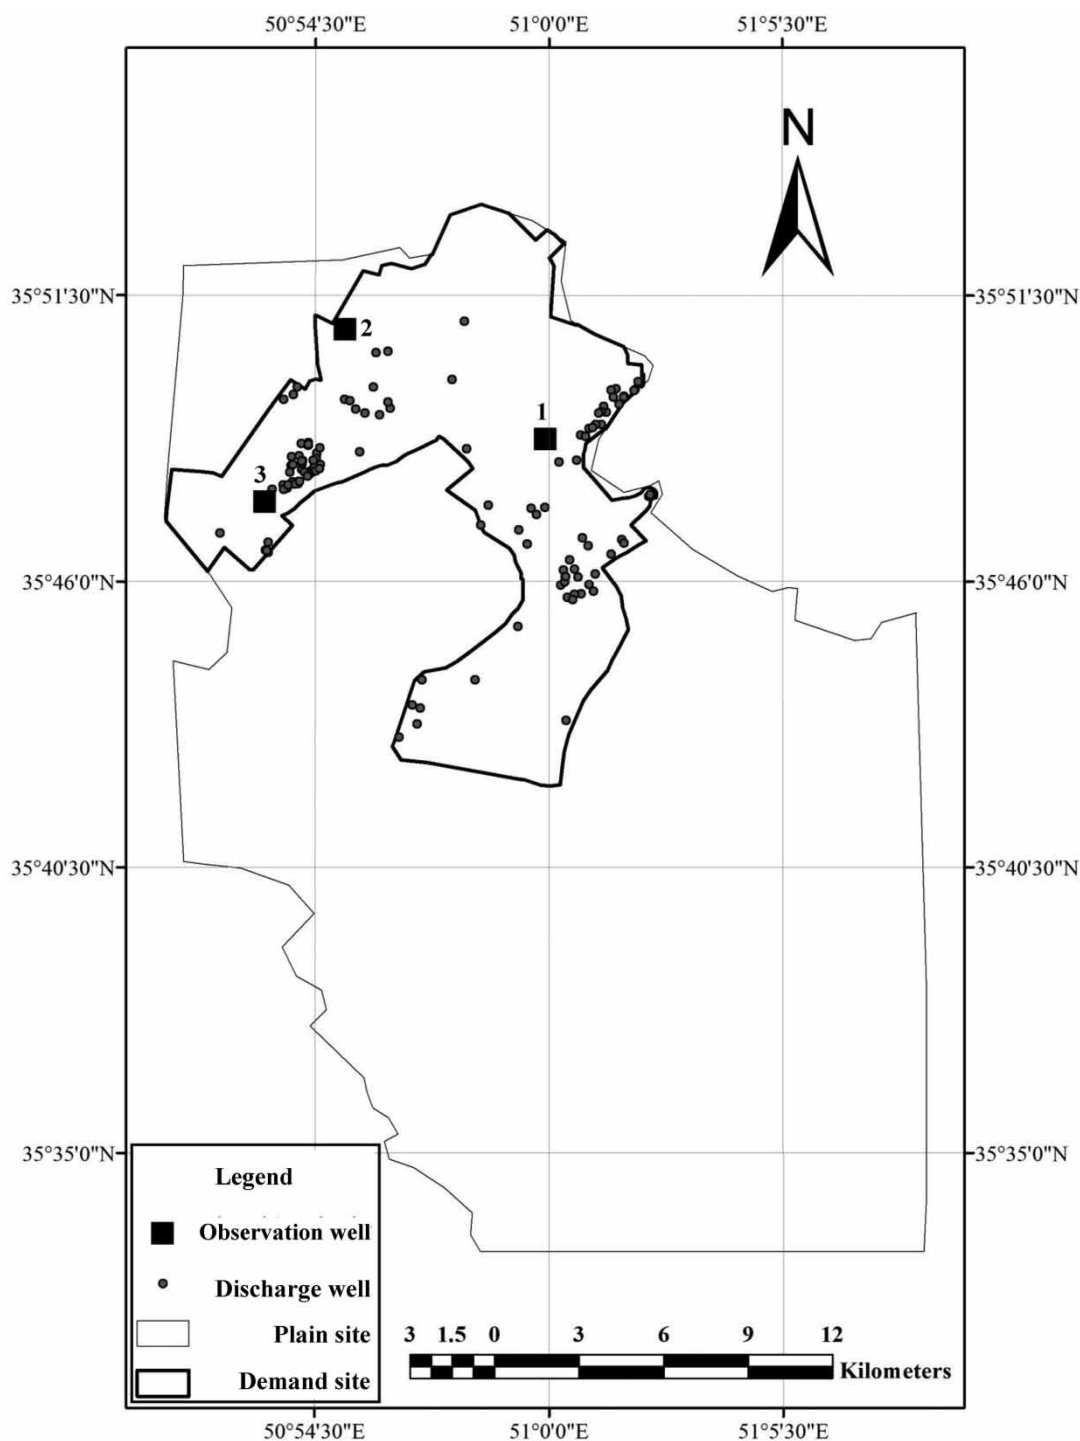 50°54'30"E 51°0'0"E 51°5'30"E
N
35°51'30"N 35°51'30"N
2
1
3
35°46'0"N 35°46'0"N
35°40'30"N 35°40'30"N
35°35'0"N 35°35'0"N
Legend
Observation well
Discharge well
Plain site
Demand site
3 1.5 0 3 6 9 12
Kilometers
50°54'30"E 51°0'0"E 51°5'30"E